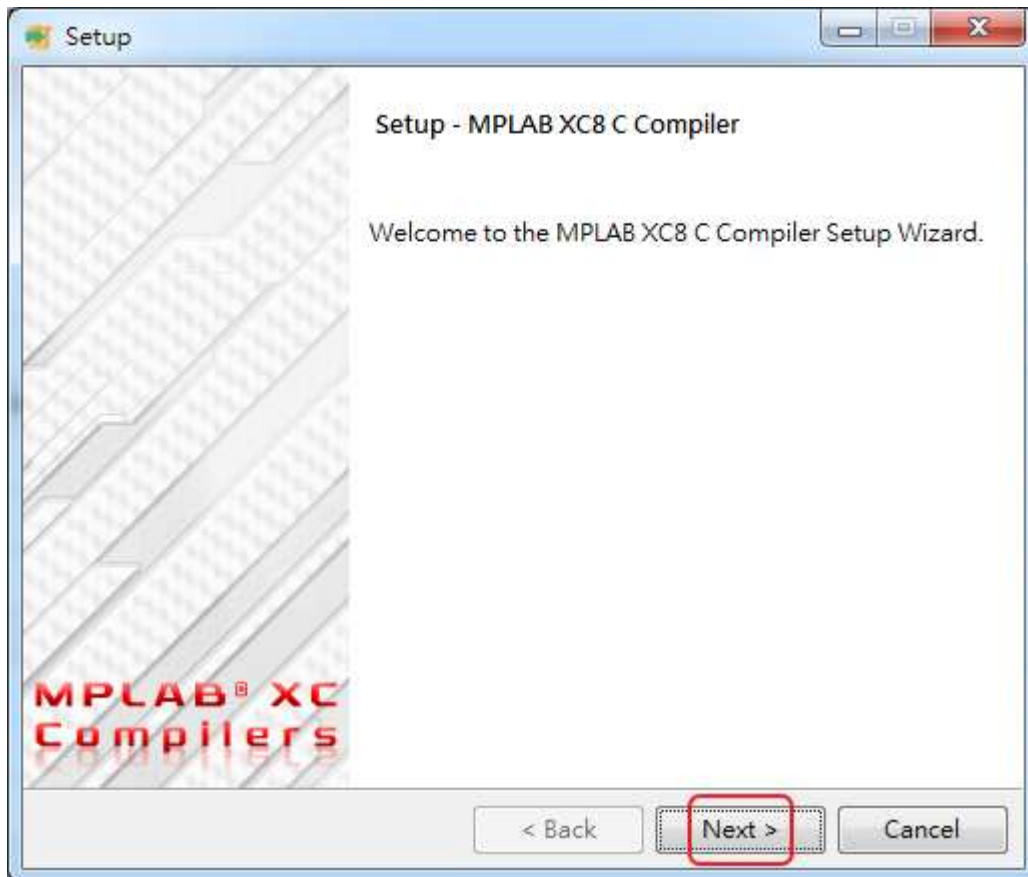 Setup
Setup - MPLAB XC8 C Compiler
Welcome to the MPLAB XC8 C Compiler Setup Wizard.
MPLAB® XC
Compilers
< Back Next > Cancel